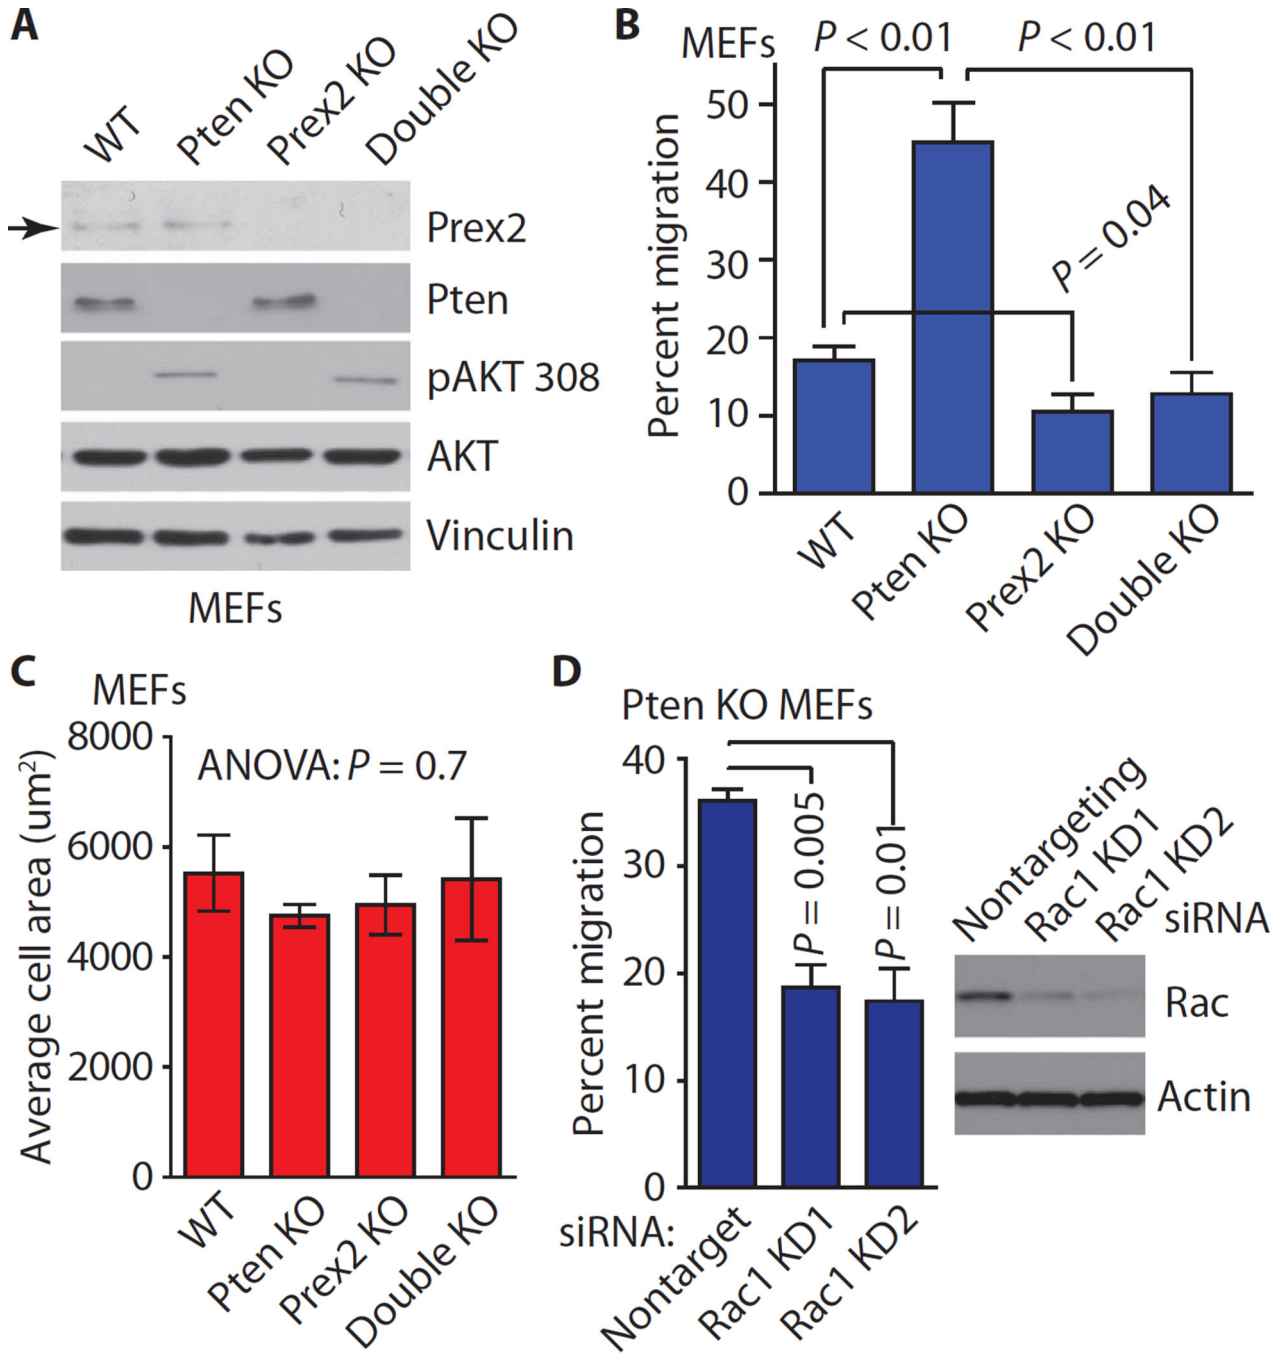 A
WT
Pten KO
Prex2 KO
Double KO
Prex2
Pten
pAKT 308
AKT
Vinculin
MEFs
B
MEFs
P < 0.01
P < 0.01
P = 0.04
Percent migration
50
40
30
20
10
0
WT
Pten KO
Prex2 KO
Double KO
C
MEFs
ANOVA: P = 0.7
Average cell area (um²)
8000
6000
4000
2000
0
WT
Pten KO
Prex2 KO
Double KO
D
Pten KO MEFs
Percent migration
40
30
20
10
0
P = 0.005
P = 0.01
siRNA:
Nontarget
Rac1 KD1
Rac1 KD2
Nontargeting
Rac1 KD1
Rac1 KD2
siRNA
Rac
Actin